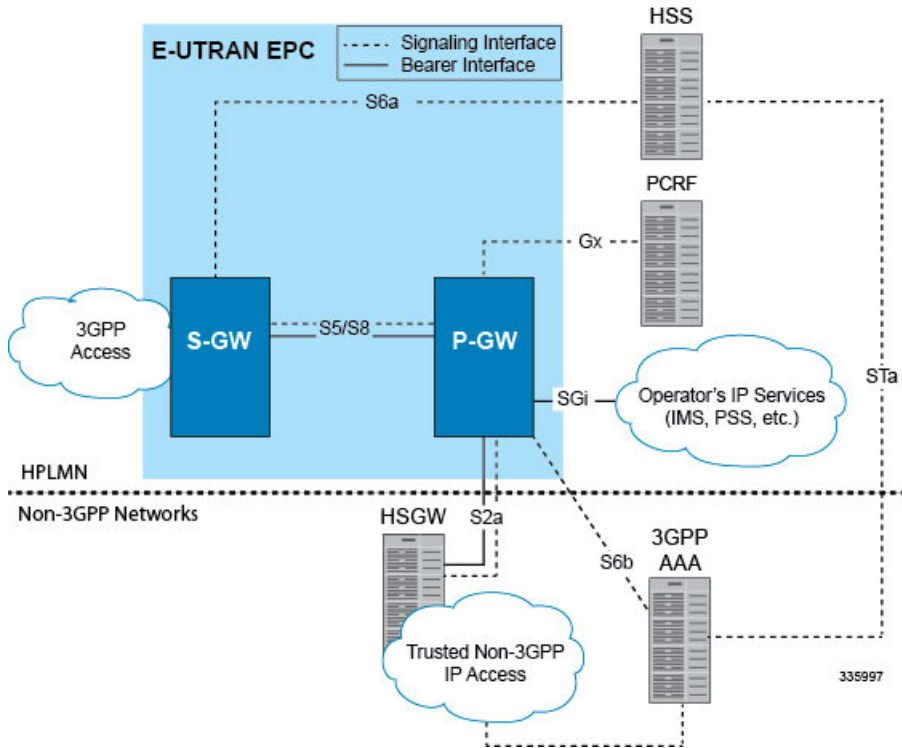 HSS
E-UTRAN EPC
Signaling Interface
Bearer Interface
S6a
PCRF
Gx
3GPP
Access
S-GW
S5/S8
P-GW
STa
SGi
Operator's IP Services
(IMS, PSS, etc.)
HPLMN
Non-3GPP Networks
HSGW
S2a
3GPP
AAA
S6b
Trusted Non-3GPP
IP Access
335997